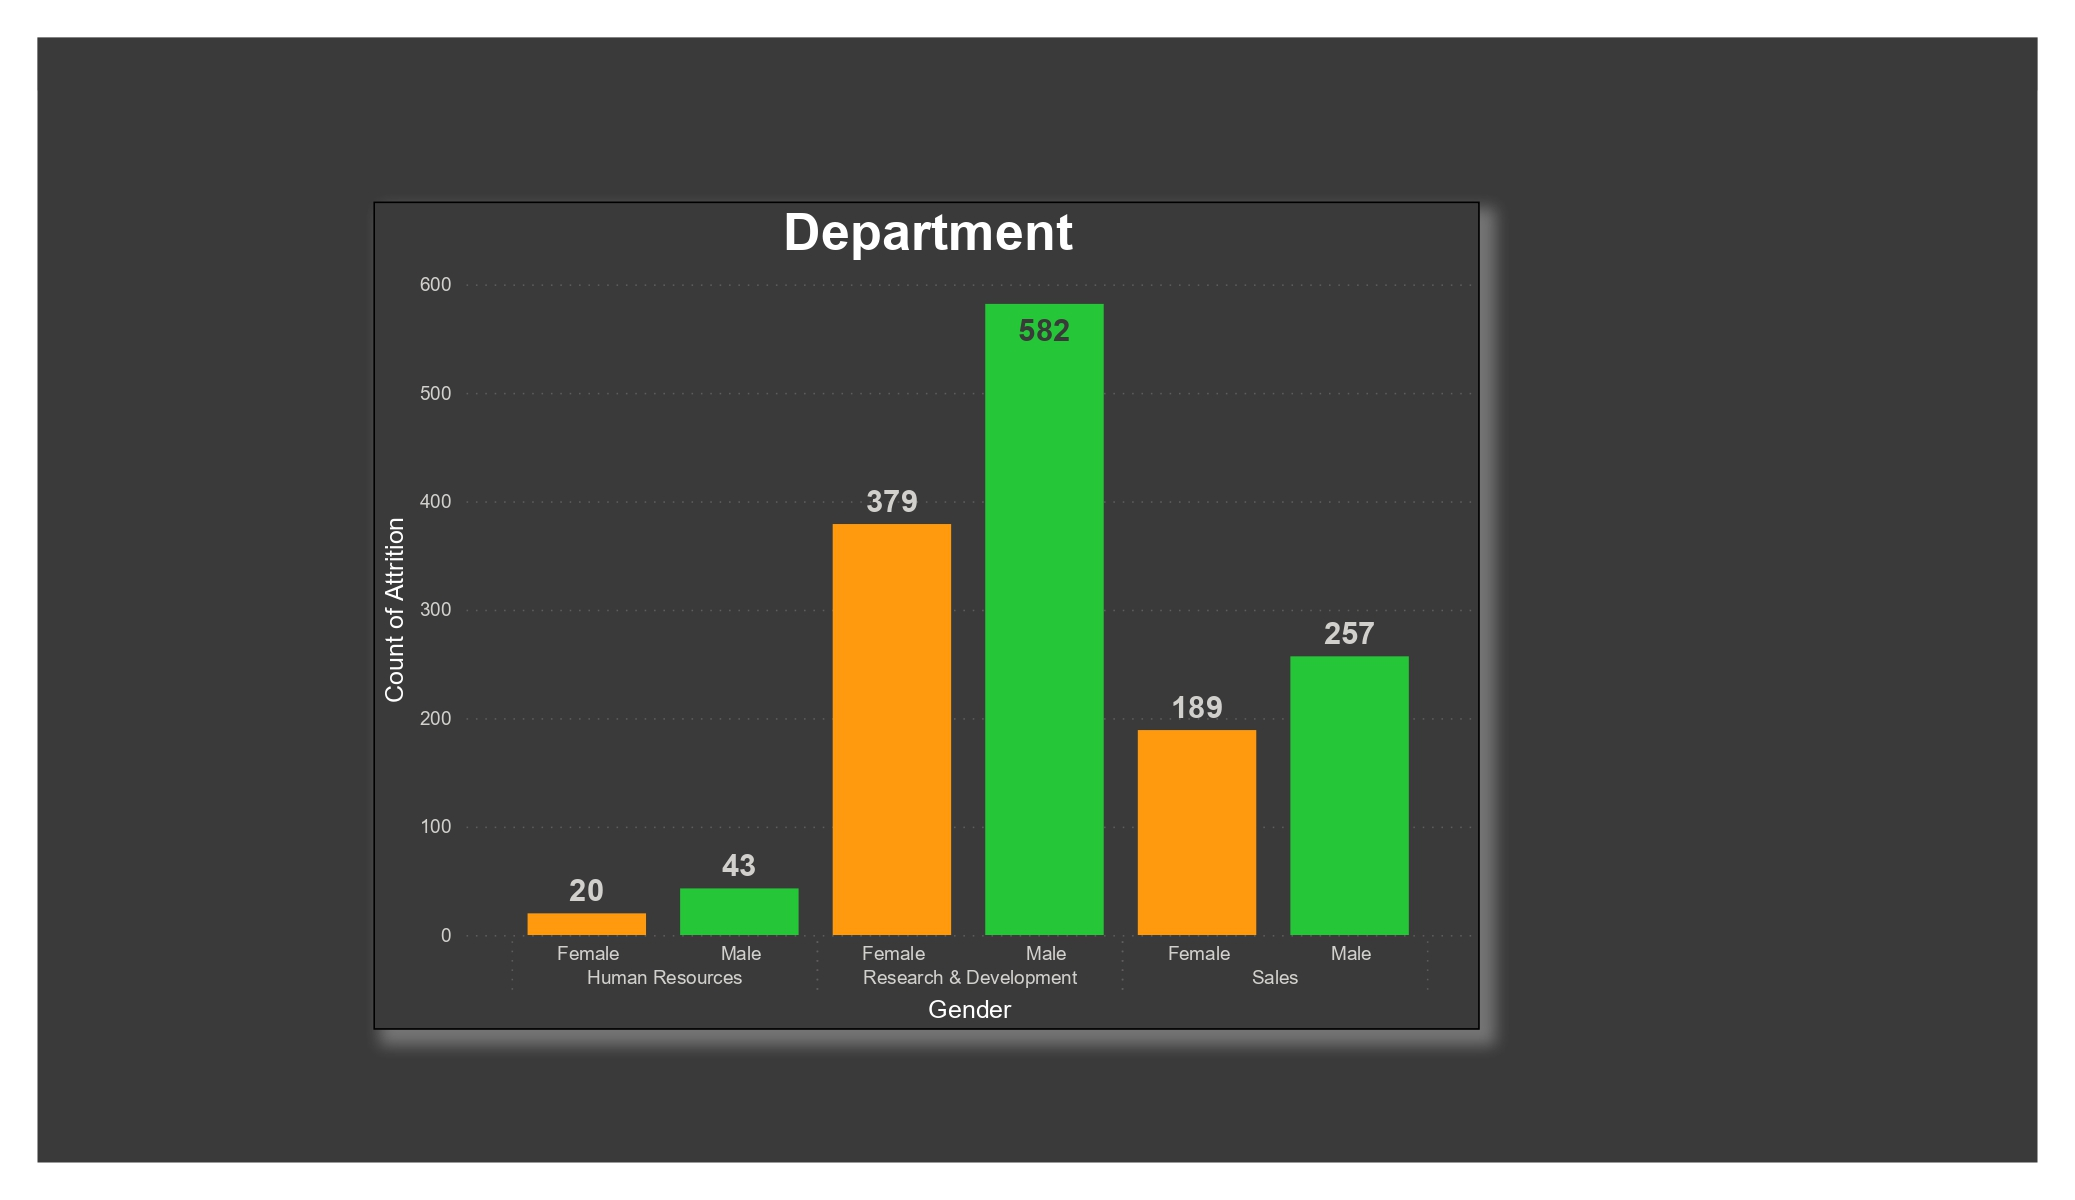 Department
600
500
400
300
200
100
0
Count of Attrition
20
43
379
582
189
257
Female Male Female Male Female Male
Human Resources Research & Development Sales
Gender